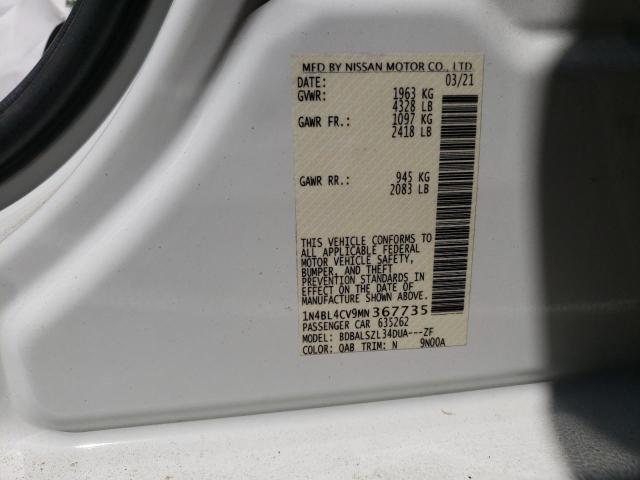 MFD BY NISSAN MOTOR CO., LTD.
DATE: 03/21
GVWR: 1963 KG
4328 LB
GAWR FR.: 1097 KG
2418 LB
GAWR RR.: 945 KG
2083 LB
THIS VEHICLE CONFORMS TO
ALL APPLICABLE FEDERAL
MOTOR VEHICLE SAFETY,
BUMPER, AND THEFT
PREVENTION STANDARDS IN
EFFECT ON THE DATE OF
MANUFACTURE SHOWN ABOVE.
1N4BL4CV9MN367735
PASSENGER CAR 635262
MODEL: BDBALSZL34DUA---ZF
COLOR: QAB TRIM: N 9N00A